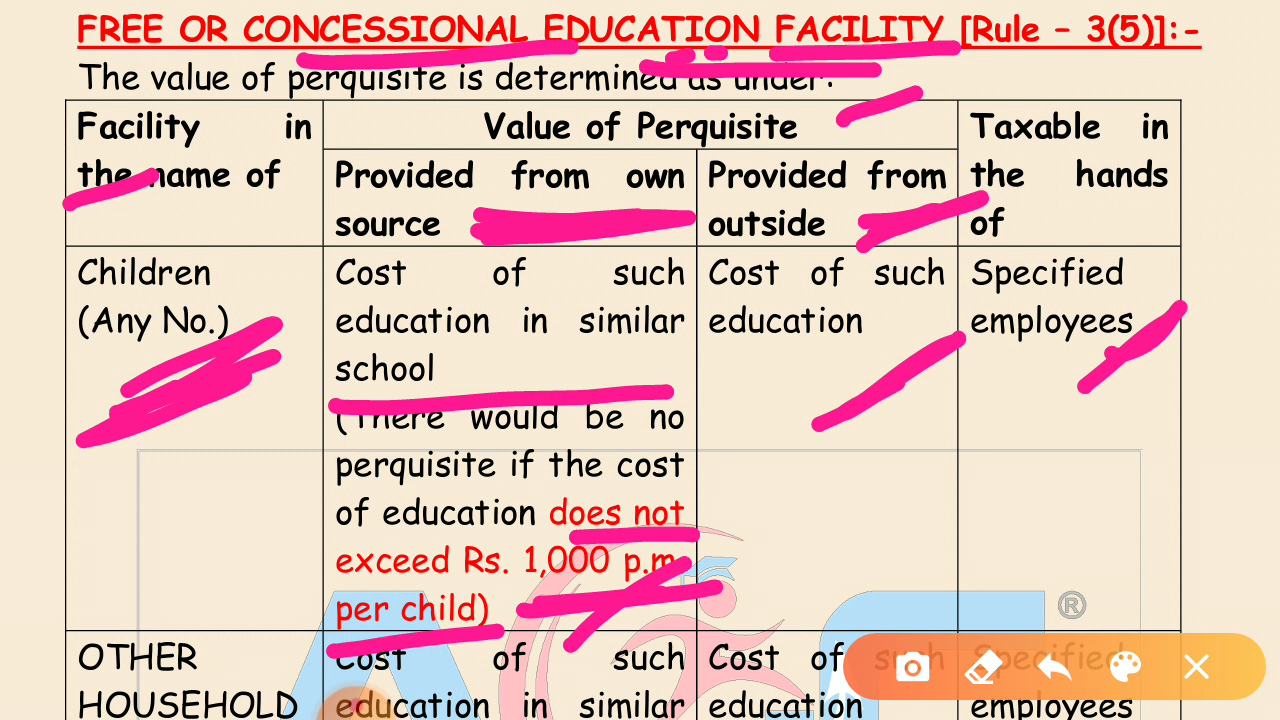 FREE OR CONCESSIONAL EDUCATION FACILITY [Rule – 3(5)]:-
The value of perquisite is determined as under:
Facility in
the name of
Value of Perquisite
Provided from own
source
Provided from
outside
Taxable in
the hands
of
Children
(Any No.)
Cost of such
education in similar
school
(There would be no
perquisite if the cost
of education does not
exceed Rs. 1,000 p.m.
per child)
Cost of such
education
Specified
employees
OTHER
HOUSEHOLD
Cost of such
education in similar
Cost of such
education
Specified
employees
®